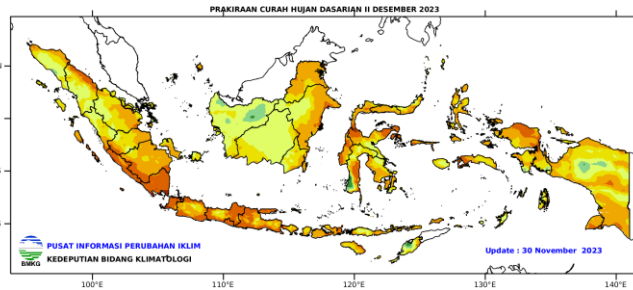 PRAKIRAAN CURAH HUJAN DASARIAN II DESEMBER 2023
PUSAT INFORMASI PERUBAHAN IKLIM
KEDEPUTIAN BIDANG KLIMATOLOGI
BMKG
Update : 30 November 2023
100°E 110°E 120°E 130°E 140°E